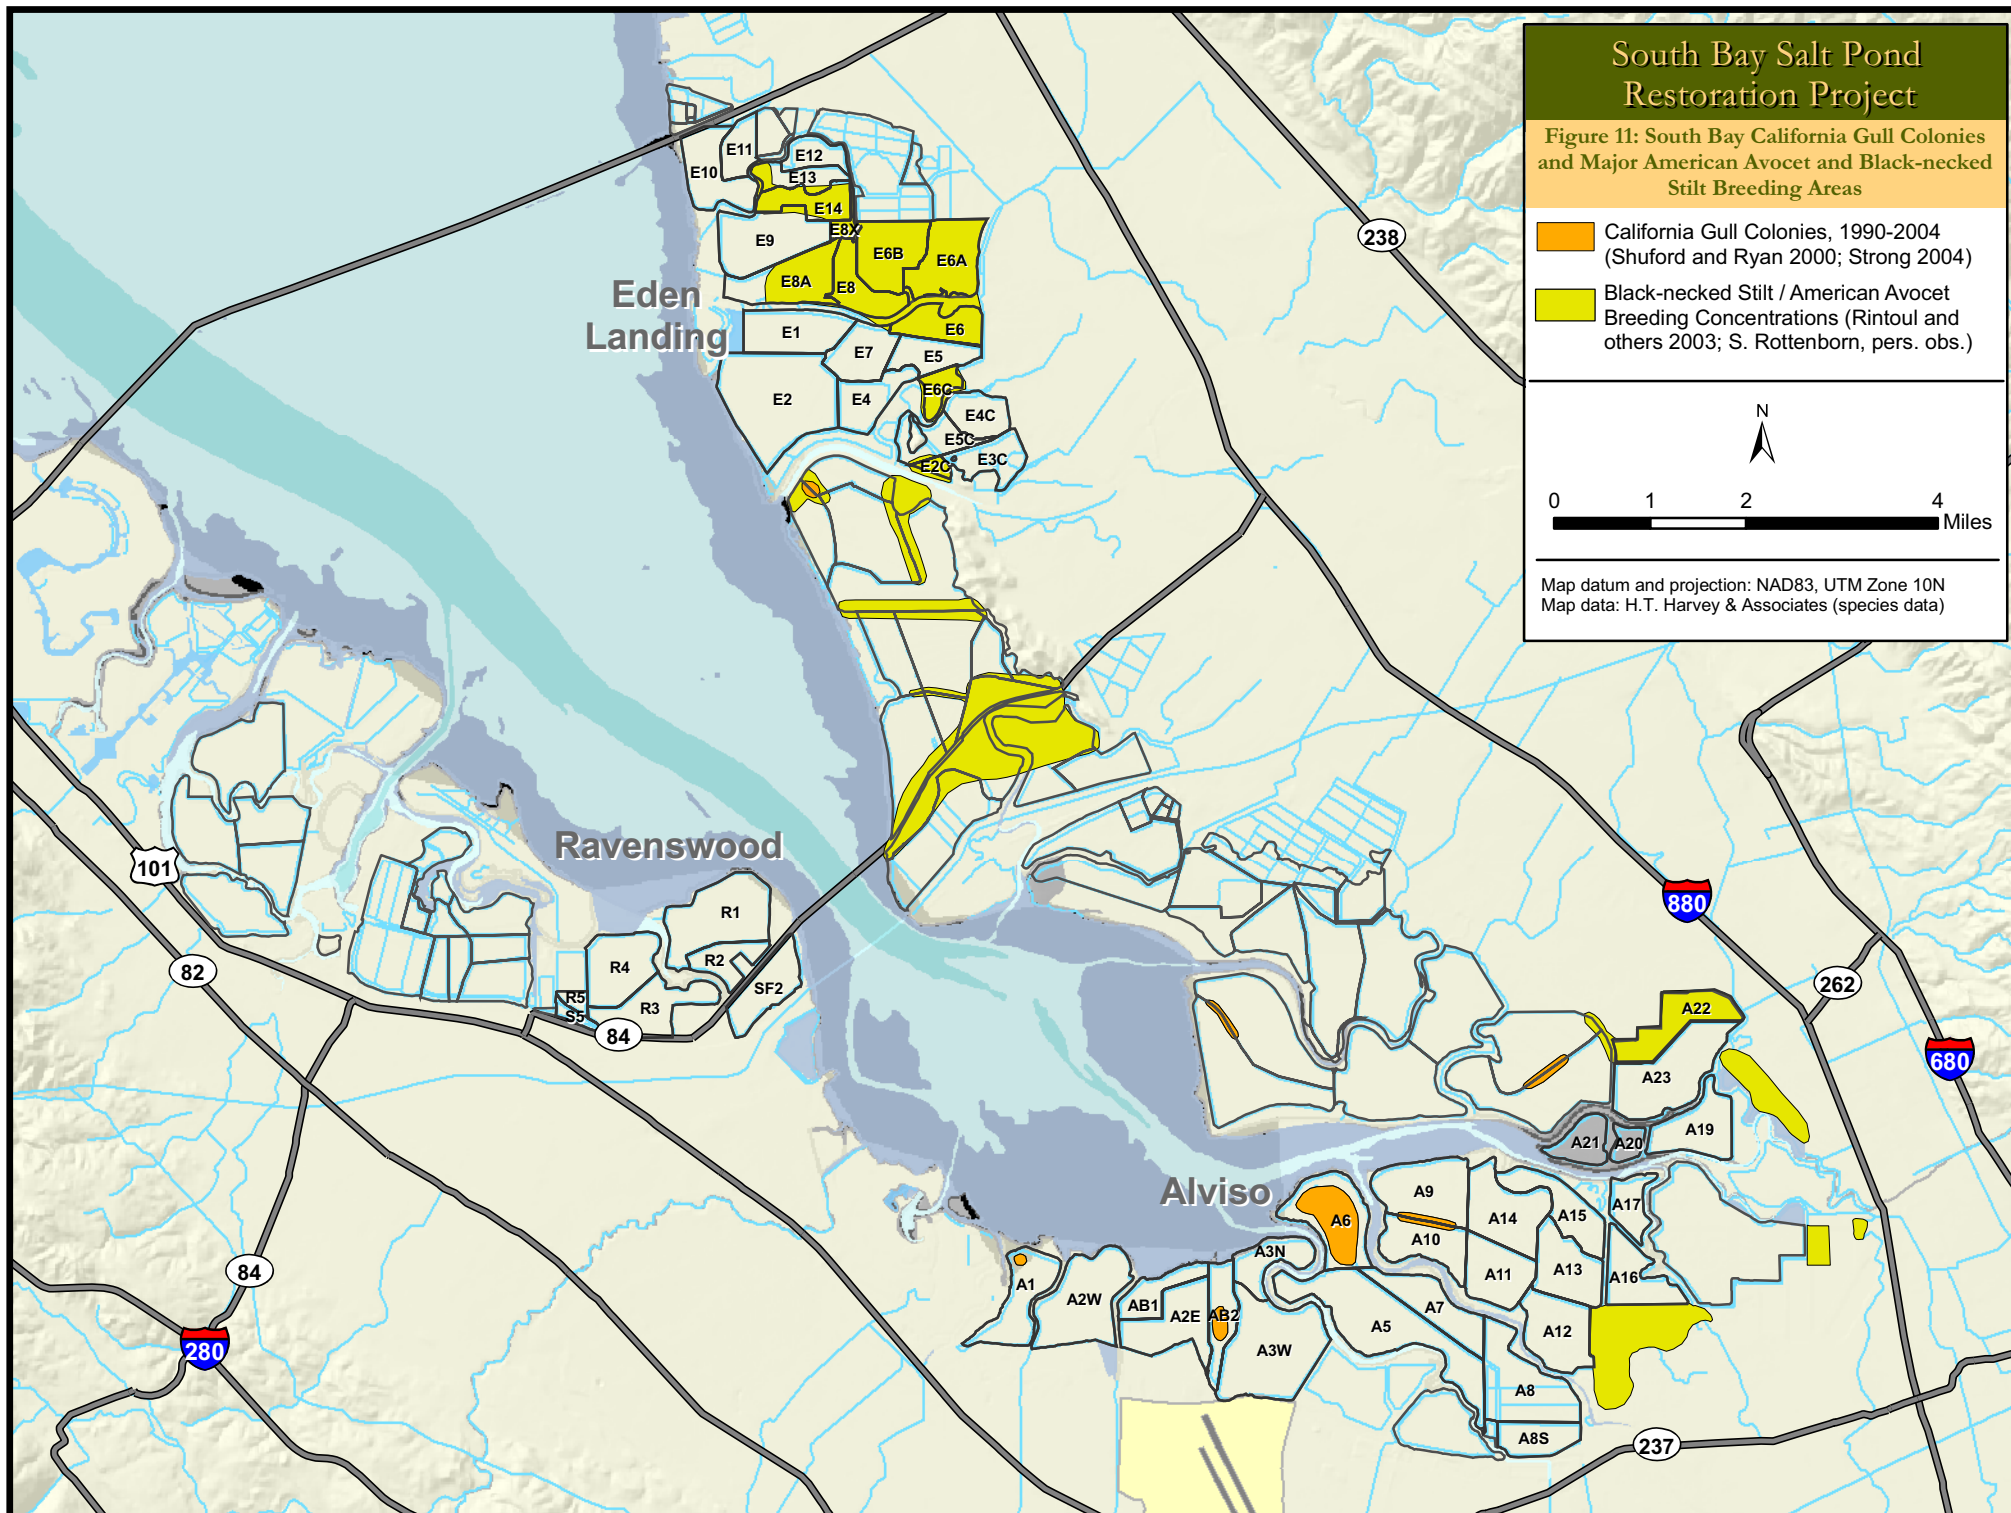 South Bay Salt Pond
Restoration Project
Figure 11: South Bay California Gull Colonies
and Major American Avocet and Black-necked
Stilt Breeding Areas
California Gull Colonies, 1990-2004
(Shuford and Ryan 2000; Strong 2004)
Black-necked Stilt / American Avocet
Breeding Concentrations (Rintoul and
others 2003; S. Rottenborn, pers. obs.)
N
0 1 2 4
Miles
Map datum and projection: NAD83, UTM Zone 10N
Map data: H.T. Harvey & Associates (species data)
E11
E12
E10
E13
E14
E8X
E9
E6B
E6A
E8A
E8
Eden
Landing
E1
E6
E7
E5
E6C
E2
E4
E4C
E5C
E3C
E2C
238
Ravenswood
101
82
R1
R2
R4
SF2
R5
S5
R3
84
880
262
680
A22
A23
A21
A20
A19
Alviso
A9
A6
A10
A14
A15
A17
A3N
A1
A2W
AB1
A2E
AB2
A11
A13
A16
A7
A5
A12
A3W
A8
A8S
84
280
237